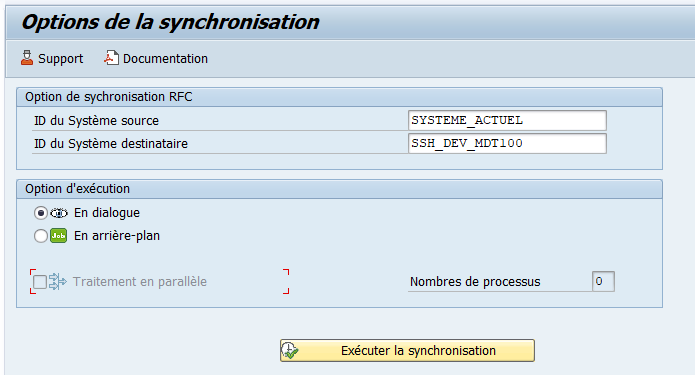 Options de la synchronisation
Support Documentation
Option de sychronisation RFC
ID du Système source SYSTEME_ACTUEL
ID du Système destinataire SSH_DEV_MDT100
Option d'exécution
En dialogue
Job En arrière-plan
Traitement en parallèle Nombres de processus 0
Exécuter la synchronisation